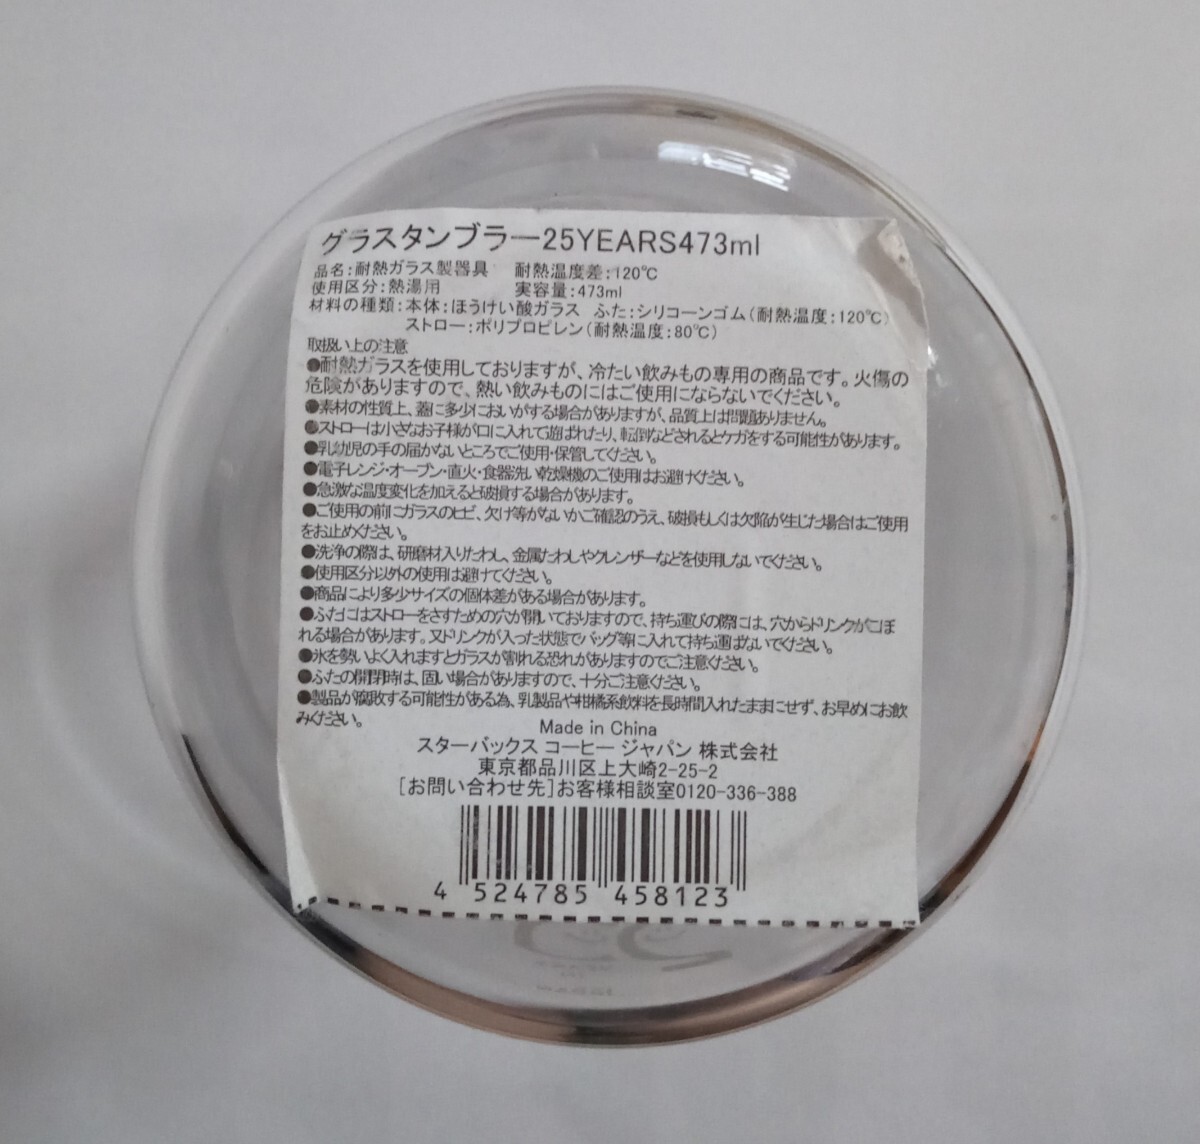 グラスタンブラー25YEARS473ml
品名:耐熱ガラス製器具 耐熱温度差:120℃
使用区分:熱湯用 実容量:473ml
材料の種類:本体:ほうけい酸ガラス ふた:シリコーンゴム(耐熱温度:120℃)
ストロー:ポリプロピレン(耐熱温度:80℃)
取扱い上の注意
●耐熱ガラスを使用しておりますが、冷たい飲みもの専用の商品です。火傷の
危険がありますので、熱い飲みものにはご使用にならないでください。
●素材の性質上、蓋に多少においがする場合がありますが、品質上は問題ありません。
●ストローは小さなお子様が口に入れて遊ばれたり、転倒などされるとケガをする可能性があります。
●乳幼児の手の届かないところでご使用・保管してください。
●電子レンジ・オーブン・直火・食器洗い乾燥機のご使用はお避けください。
●急激な温度変化を加えると破損する場合があります。
●ご使用の前にガラスのヒビ、欠け等がないかご確認のうえ、破損もしくは欠陥が生じた場合はご使用
をお止めください。
●洗浄の際は、研磨材入りたわし、金属たわしやクレンザーなどを使用しないでください。
●使用区分以外の使用は避けてください。
●商品により多少サイズの個体差がある場合があります。
●ふたにはストローをさすための穴が開いておりますので、持ち運びの際には、穴からドリンクがこぼ
れる場合があります。又ドリンクが入った状態でバッグ等に入れて持ち運ばないでください。
●氷を勢いよく入れますとガラスが割れる恐れがありますのでご注意ください。
●ふたの開閉時は、固い場合がありますので、十分ご注意ください。
●製品が腐敗する可能性がある為、乳製品や柑橘系飲料を長時間入れたままにせず、お早めにお飲
みください。
Made in China
スターバックス コーヒー ジャパン 株式会社
東京都品川区上大崎2-25-2
[お問い合わせ先]お客様相談室0120-336-388
4 524785 458123